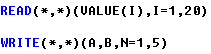 READ(*,*)(VALUE(I),I=1,20)
WRITE(*,*)(A,B,N=1,5)